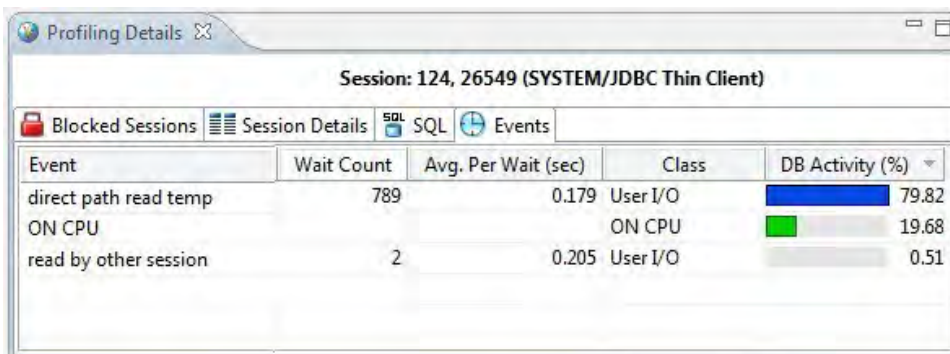 Profiling Details
Session: 124, 26549 (SYSTEM/JDBC Thin Client)
Blocked Sessions Session Details SQL SQL Events
Event Wait Count Avg. Per Wait (sec) Class DB Activity (%)
direct path read temp 789 0.179 User I/O 79.82
ON CPU ON CPU 19.68
read by other session 2 0.205 User I/O 0.51